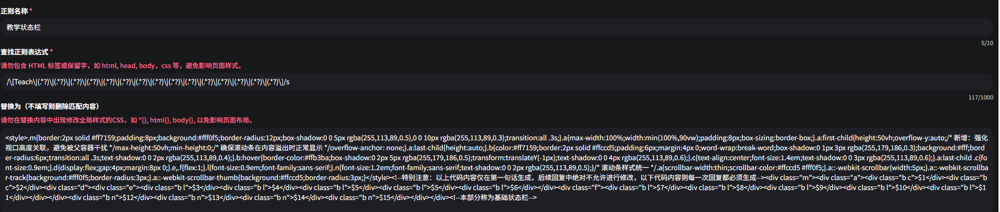 正则名称 *
教学状态栏
5/10
查找正则表达式 *
请勿包含 HTML 标签或保留字，如 html, head, body，css 等，避免影响页面样式。
/\[Teach\|(.*?)\|(.*?)\|(.*?)\|(.*?)\|(.*?)\|(.*?)\|(.*?)\|(.*?)\|(.*?)\|(.*?)\|(.*?)\|(.*?)\|(.*?)\|(.*?)\|(.*?)\]/s
117/1000
替换为（不填写则删除匹配内容）
请勿在替换内容中出现修改全局样式的CSS，如 *{}, html{}, body{}, 以免影响页面布局。
<style>.m{border:2px solid #ff7159;padding:8px;background:#fff0f5;border-radius:12px;box-shadow:0 0 5px rgba(255,113,89,0.5),0 0 10px rgba(255,113,89,0.3);transition:all .3s;}.a{max-width:100%;width:min(100%,90vw);padding:8px;box-sizing:border-box;}.a:first-child{height:50vh;overflow-y:auto;/* 新增：强化
视口高度关联，避免被父容器干扰 */max-height:50vh;min-height:0;/* 确保滚动条在内容溢出时正常显示 */overflow-anchor: none;}.a:last-child{height:auto;}.b{color:#ff7159;border:2px solid #ffccd5;padding:6px;margin:4px 0;word-wrap:break-word;box-shadow:0 1px 3px rgba(255,179,186,0.3);background:#fff;bord
er-radius:6px;transition:all .3s;text-shadow:0 0 2px rgba(255,113,89,0.4);}.b:hover{border-color:#ffb3ba;box-shadow:0 2px 5px rgba(255,179,186,0.5);transform:translateY(-1px);text-shadow:0 0 4px rgba(255,113,89,0.6);}.c{text-align:center;font-size:1.4em;text-shadow:0 0 3px rgba(255,113,89,0.6);}.a:last-child .c{fo
nt-size:0.9em;}.d{display:flex;gap:4px;margin:8px 0;}.e,.f{flex:1;}.l{font-size:0.9em;font-family:sans-serif;}.n{font-size:1.2em;font-family:sans-serif;text-shadow:0 0 2px rgba(255,113,89,0.5);}/* 滚动条样式统一 */.a{scrollbar-width:thin;scrollbar-color:#ffccd5 #fff0f5;}.a::-webkit-scrollbar{width:5px;}.a::-webkit-scrollba
r-track{background:#fff0f5;border-radius:3px;}.a::-webkit-scrollbar-thumb{background:#ffccd5;border-radius:3px;}</style><!--特别注意：以上代码内容仅在第一句话生成，后续回复中绝对不允许进行修改，以下代码内容则每一次回复都必须生成--><div class="m"><div class="a"><div class="b c">$1</div><div class="b
c">$2</div><div class="d"><div class="e"><div class="b l">$3</div><div class="b l">$4</div><div class="b l">$5</div><div class="b l">$5</div><div class="b l">$6</div></div><div class="f"><div class="b l">$7</div><div class="b l">$8</div><div class="b l">$9</div><div class="b l">$10</div><div class="b l">$1
1</div></div></div><div class="b n">$12</div><div class="b n">$13</div><div class="b n">$14</div><div class="b n">$15</div></div></div><!--本部分称为基础状态栏-->